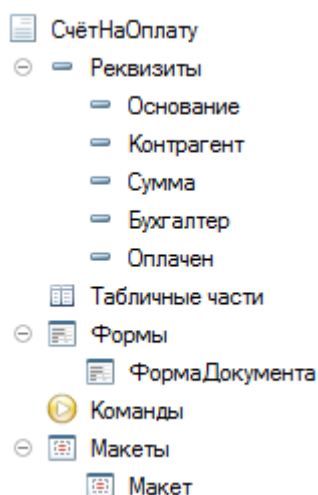 СчётНаОплату
Реквизиты
Основание
Контрагент
Сумма
Бухгалтер
Оплачен
Табличные части
Формы
ФормаДокумента
Команды
Макеты
Макет